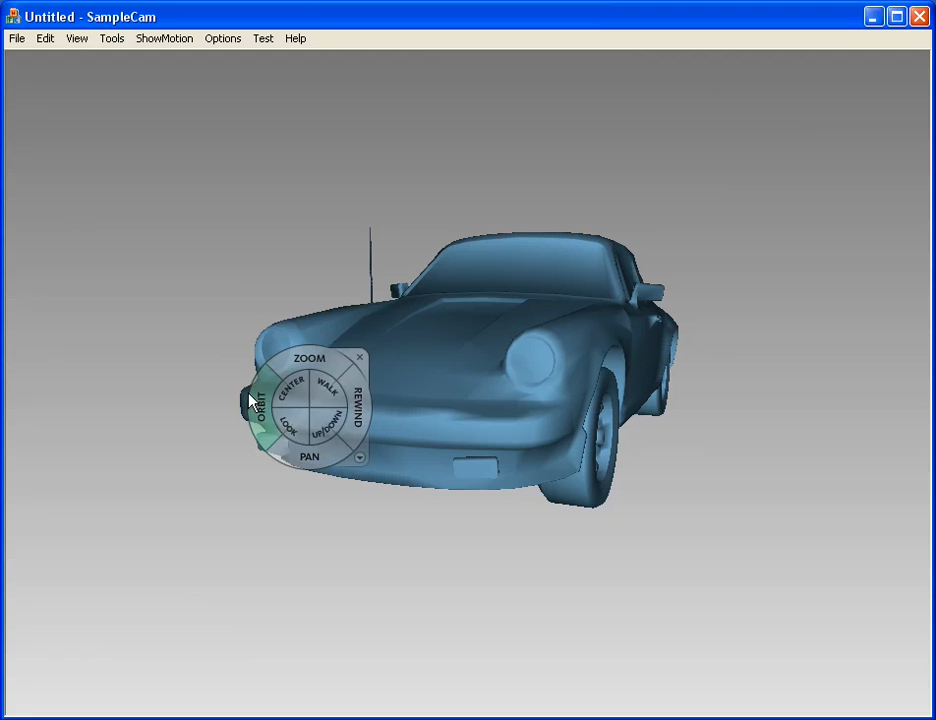 Untitled - SampleCam
File Edit View Tools ShowMotion Options Test Help
ZOOM
CENTER WALK
ORBIT REWIND
LOOK UP/DOWN
PAN